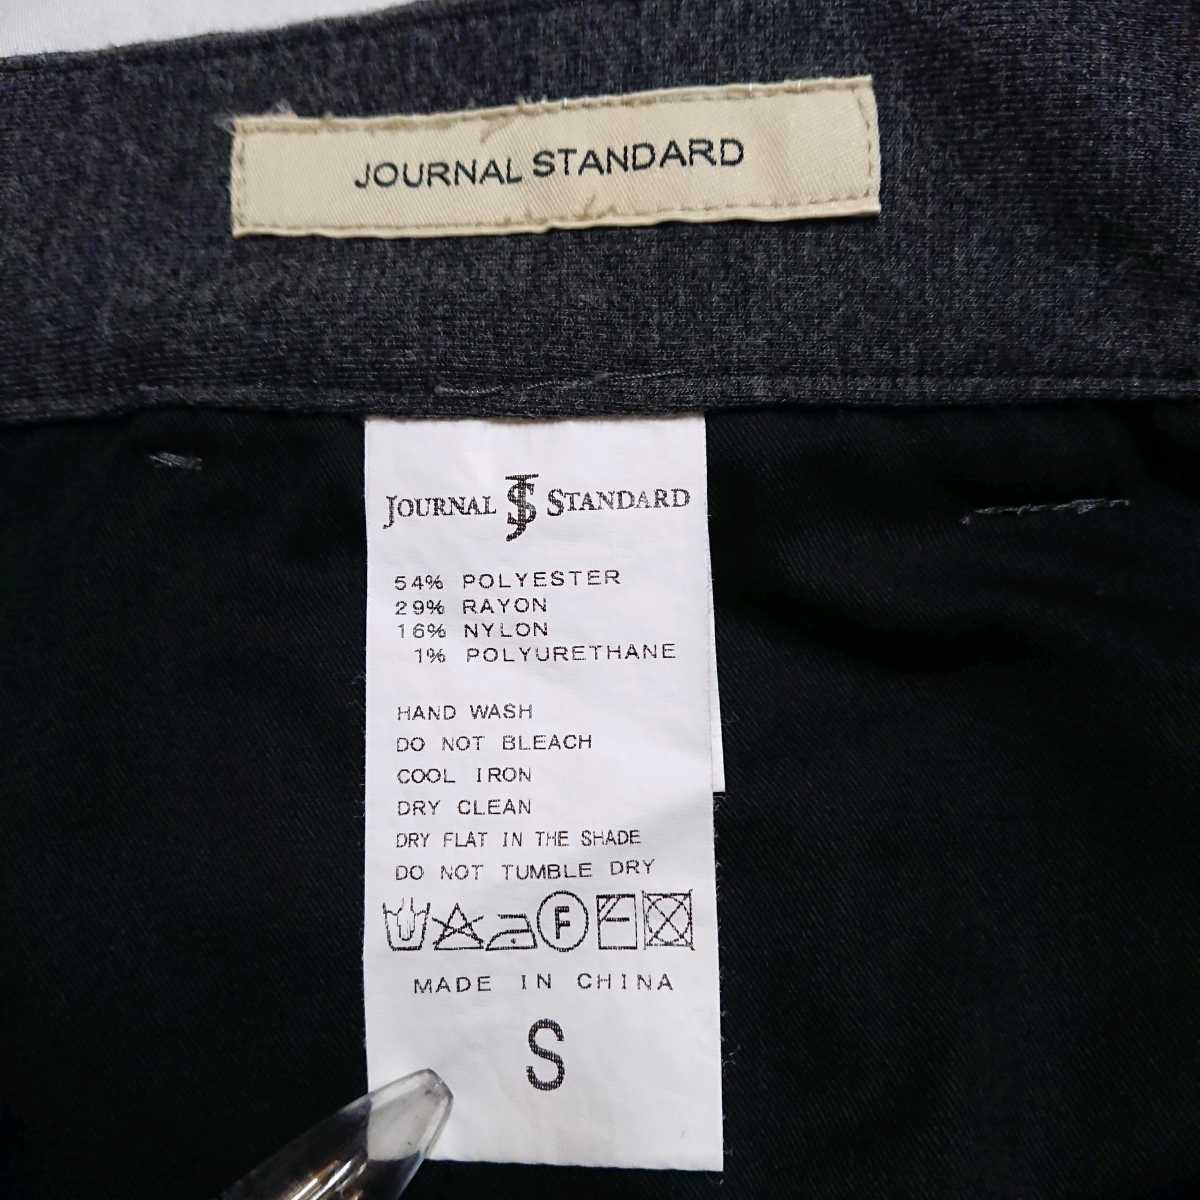 JOURNAL STANDARD
JOURNAL JS STANDARD
54% POLYESTER
29% RAYON
16% NYLON
1% POLYURETHANE
HAND WASH
DO NOT BLEACH
COOL IRON
DRY CLEAN
DRY FLAT IN THE SHADE
DO NOT TUMBLE DRY
F
MADE IN CHINA
S